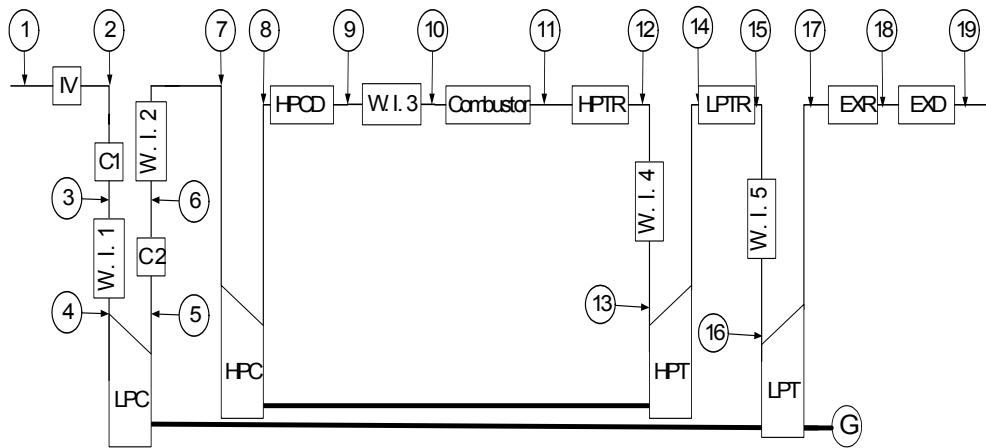 1 2 7 8 9 10 11 12 14 15 17 18 19
IV
HPCD
W. I. 3
Combustor
HPTR
LPTR
EXR
EXD
C1
W. I. 2
3
6
W. I. 1
C2
W. I. 4
W. I. 5
4
5
13
16
LPC
HPC
HPT
LPT
G